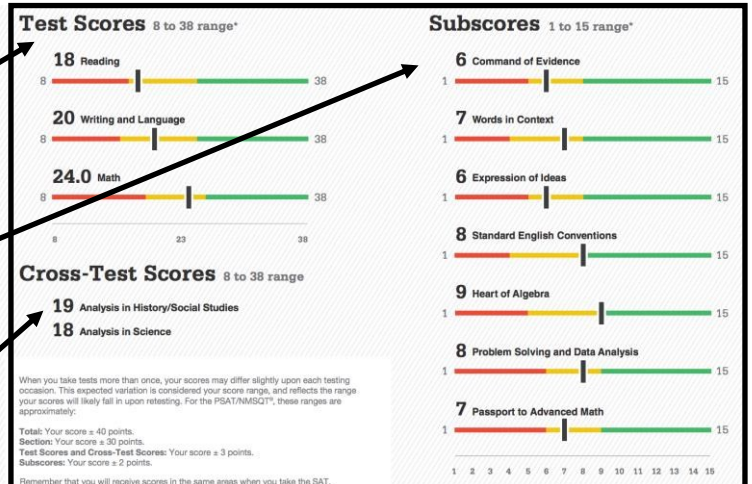 Test Scores 8 to 38 range*
18 Reading
8 38
20 Writing and Language
8 38
24.0 Math
8 38
8 23 38
Cross-Test Scores 8 to 38 range
19 Analysis in History/Social Studies
18 Analysis in Science
When you take tests more than once, your scores may differ slightly upon each testing
occasion. This expected variation is considered your score range, and reflects the range
your scores will likely fall in upon retesting. For the PSAT/NMSQT®, these ranges are
approximately:
Total: Your score ± 40 points.
Section: Your score ± 30 points.
Test Scores and Cross-Test Scores: Your score ± 3 points.
Subscores: Your score ± 2 points.
Remember that you will receive scores in the same areas when you take the SAT.
Subscores 1 to 15 range*
6 Command of Evidence
1 15
7 Words in Context
1 15
6 Expression of Ideas
1 15
8 Standard English Conventions
1 15
9 Heart of Algebra
1 15
8 Problem Solving and Data Analysis
1 15
7 Passport to Advanced Math
1 15
1 2 3 4 5 6 7 8 9 10 11 12 13 14 15